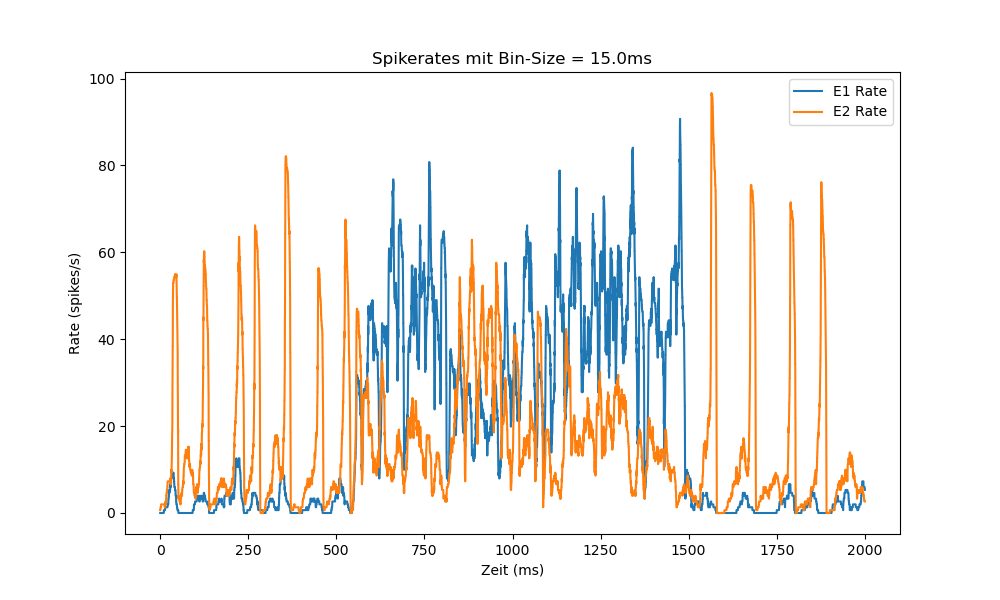 Spikerates mit Bin-Size = 15.0ms
E1 Rate
E2 Rate
Rate (spikes/s)
100
80
60
40
20
0
0 250 500 750 1000 1250 1500 1750 2000
Zeit (ms)